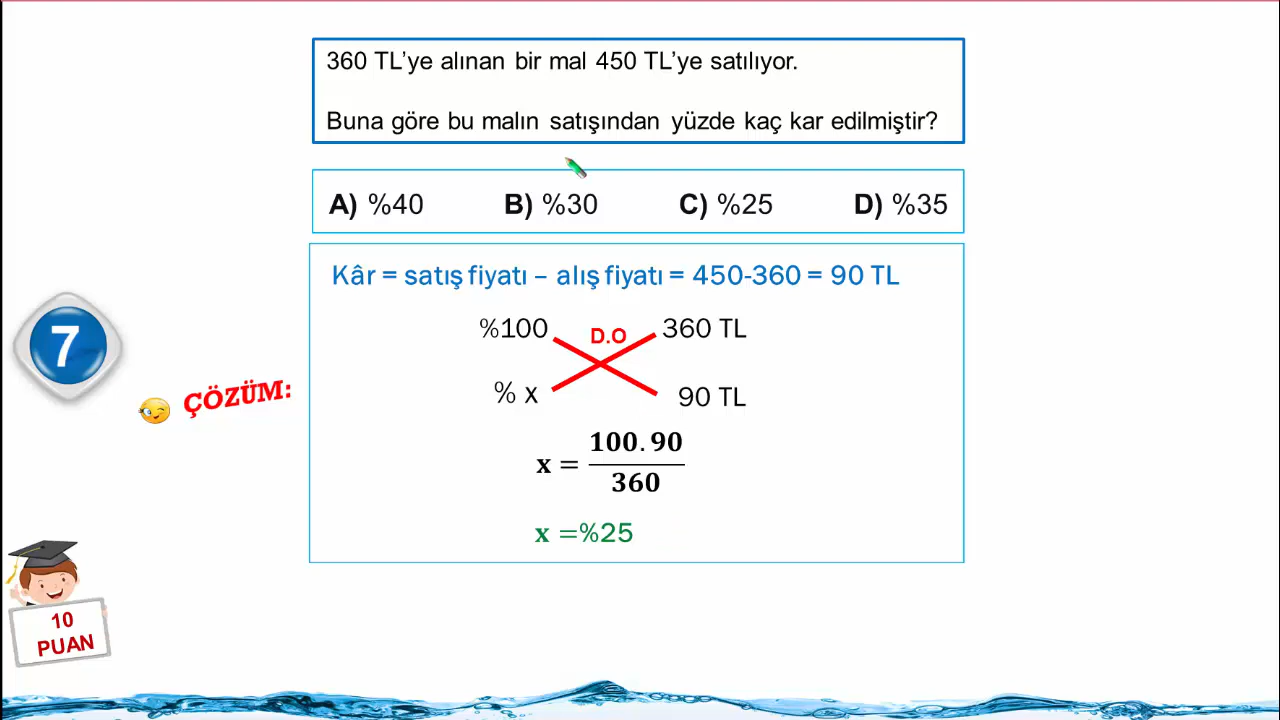 360 TL’ye alınan bir mal 450 TL’ye satılıyor.
Buna göre bu malın satışından yüzde kaç kar edilmiştir?
A) %40 B) %30 C) %25 D) %35
Kâr = satış fiyatı – alış fiyatı = 450-360 = 90 TL
%100 D.O 360 TL
% x 90 TL
x = 100.90
360
x =%25
7
ÇÖZÜM:
10
PUAN